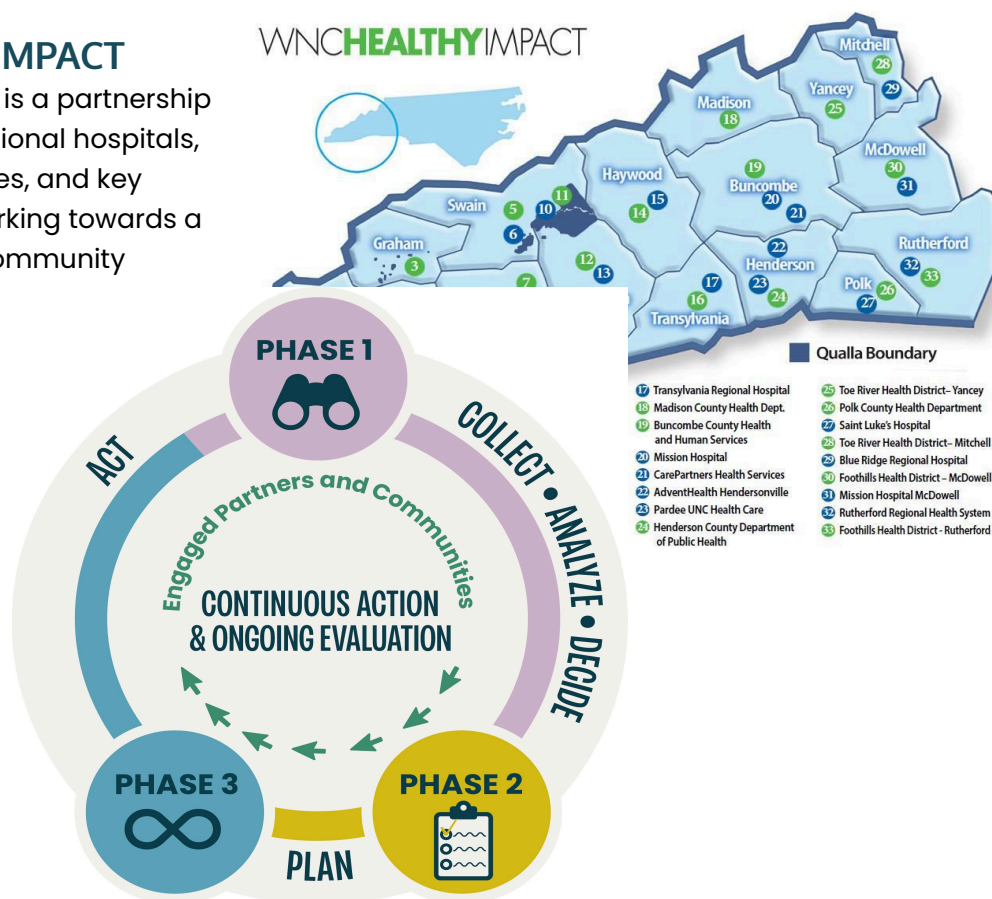 MPACT
is a partnership
ional hospitals,
es, and key
rking towards a
ommunity
WNCHEALTHYIMPACT
Mitchell
28
29
Yancey
25
Madison
18
McDowell
30
31
Buncombe
19
20
21
Haywood
15
14
Swain
5
6
10
11
Graham
3
7
12
13
Rutherford
32
33
22
Henderson
23
24
Polk
26
27
17
16
Transylvania
Qualla Boundary
17 Transylvania Regional Hospital
18 Madison County Health Dept.
19 Buncombe County Health
and Human Services
20 Mission Hospital
21 CarePartners Health Services
22 AdventHealth Hendersonville
23 Pardee UNC Health Care
24 Henderson County Department
of Public Health
25 Toe River Health District– Yancey
26 Polk County Health Department
27 Saint Luke's Hospital
28 Toe River Health District– Mitchell
29 Blue Ridge Regional Hospital
30 Foothills Health District – McDowell
31 Mission Hospital McDowell
32 Rutherford Regional Health System
33 Foothills Health District - Rutherford
PHASE 1
COLLECT • ANALYZE • DECIDE
ACT
Engaged Partners and Communities
CONTINUOUS ACTION
& ONGOING EVALUATION
PHASE 3
PHASE 2
PLAN